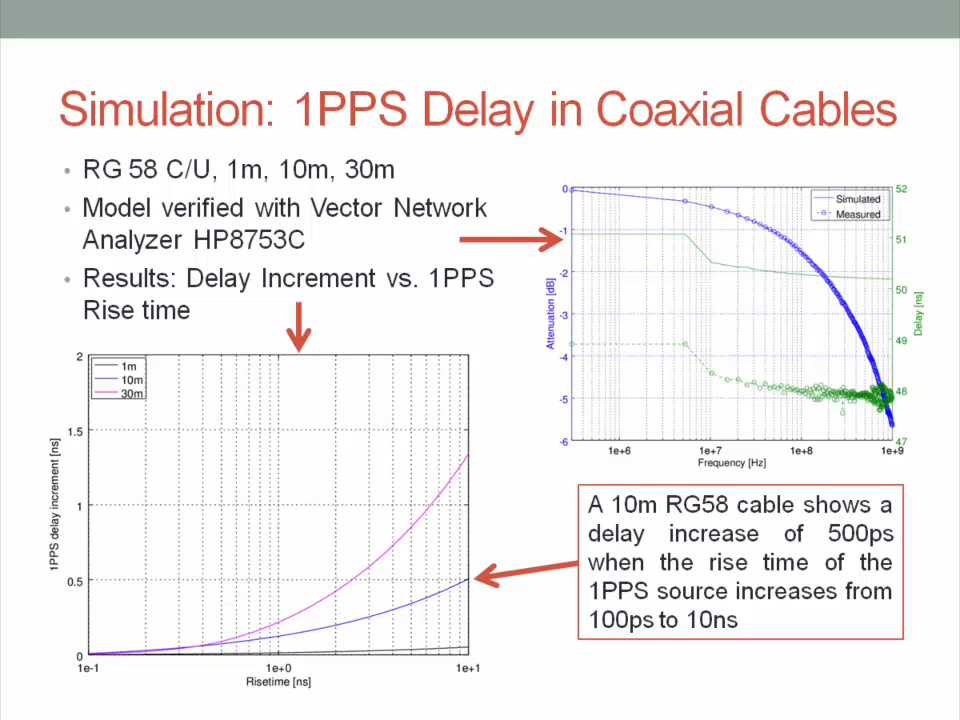 Simulation: 1PPS Delay in Coaxial Cables
• RG 58 C/U, 1m, 10m, 30m
• Model verified with Vector Network
Analyzer HP8753C
• Results: Delay Increment vs. 1PPS
Rise time
0
-1
-2
-3
-4
-5
-6
Attenuation [dB]
Simulated
Measured
52
51
50
49
48
47
Delay [ns]
1e+6 1e+7 1e+8 1e+9
Frequency [Hz]
2
1.5
1
0.5
0
1PPS delay increment [ns]
1m
10m
30m
1e-1 1e+0 1e+1
Risetime [ns]
A 10m RG58 cable shows a
delay increase of 500ps
when the rise time of the
1PPS source increases from
100ps to 10ns